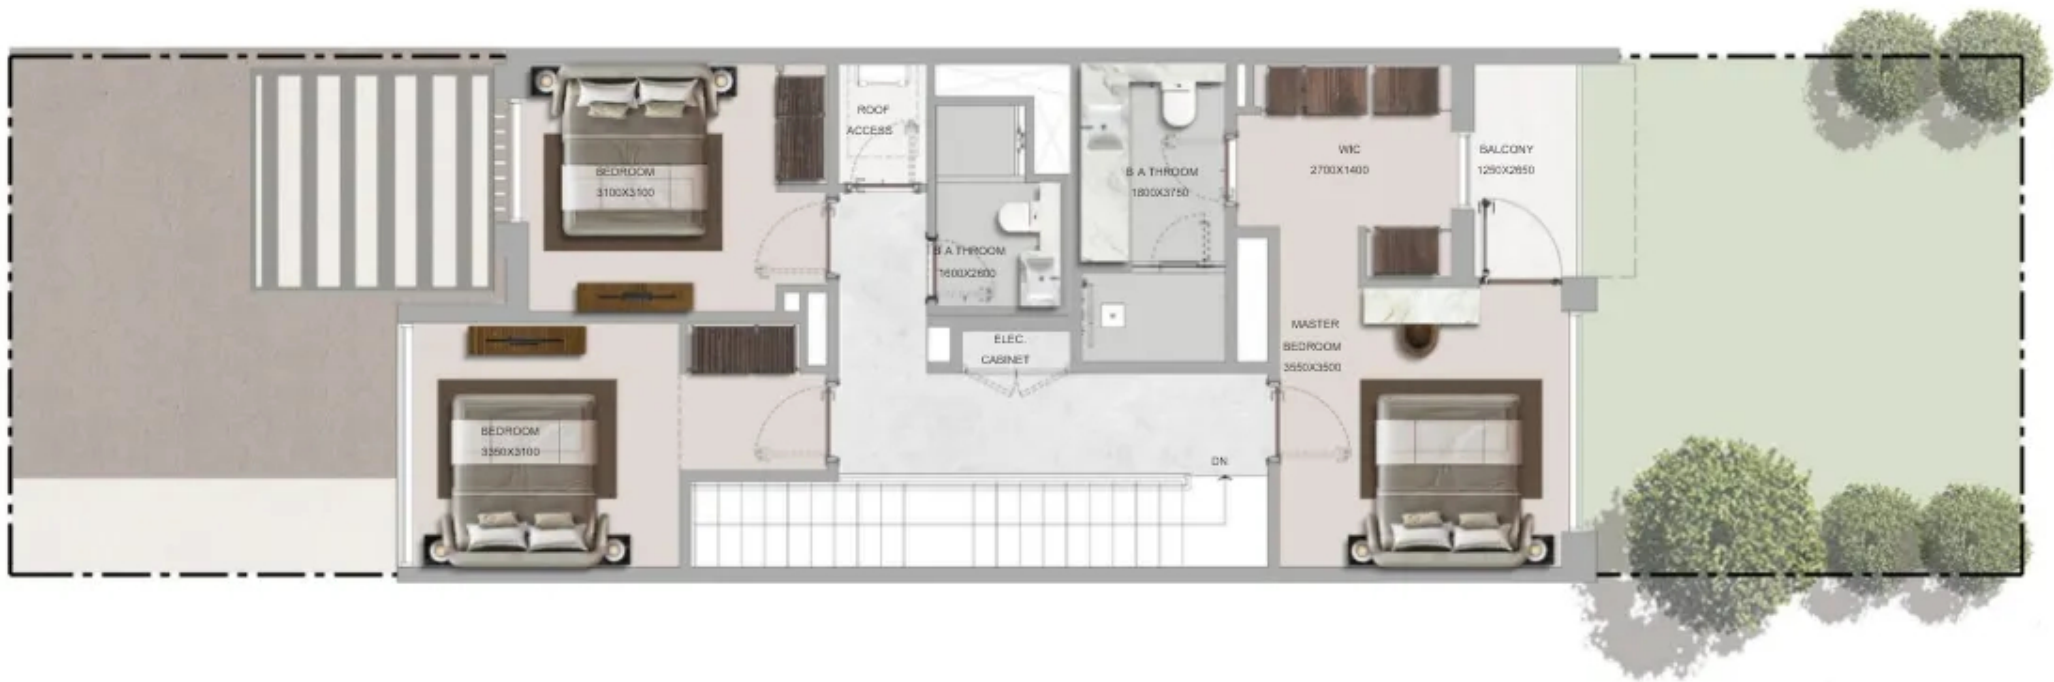 BEDROOM
3100X3100
ROOF
ACCESS
B A THROOM
1600X2600
B A THROOM
1800X3750
WIC
2700X1400
BALCONY
1250X2650
ELEC.
CABINET
MASTER
BEDROOM
3550X3500
BEDROOM
3350X3100
DN